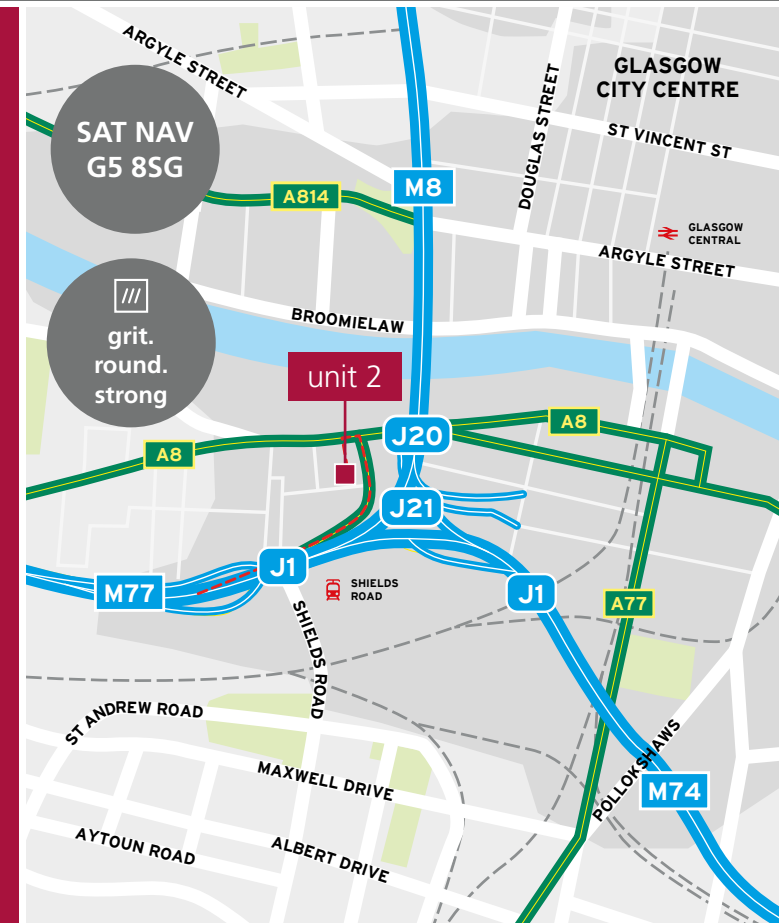 ARGYLE STREET
GLASGOW
CITY CENTRE
DOUGLAS STREET
SAT NAV
G5 8SG
ST VINCENT ST
M8
A814
GLASGOW
CENTRAL
ARGYLE STREET
///
grit.
round.
strong
BROOMIELAW
unit 2
A8
J20
A8
J21
J1
M77
SHIELDS
ROAD
J1
A77
SHIELDS ROAD
ST ANDREW ROAD
POLLOKSHAWS
MAXWELL DRIVE
M74
AYTOUN ROAD
ALBERT DRIVE